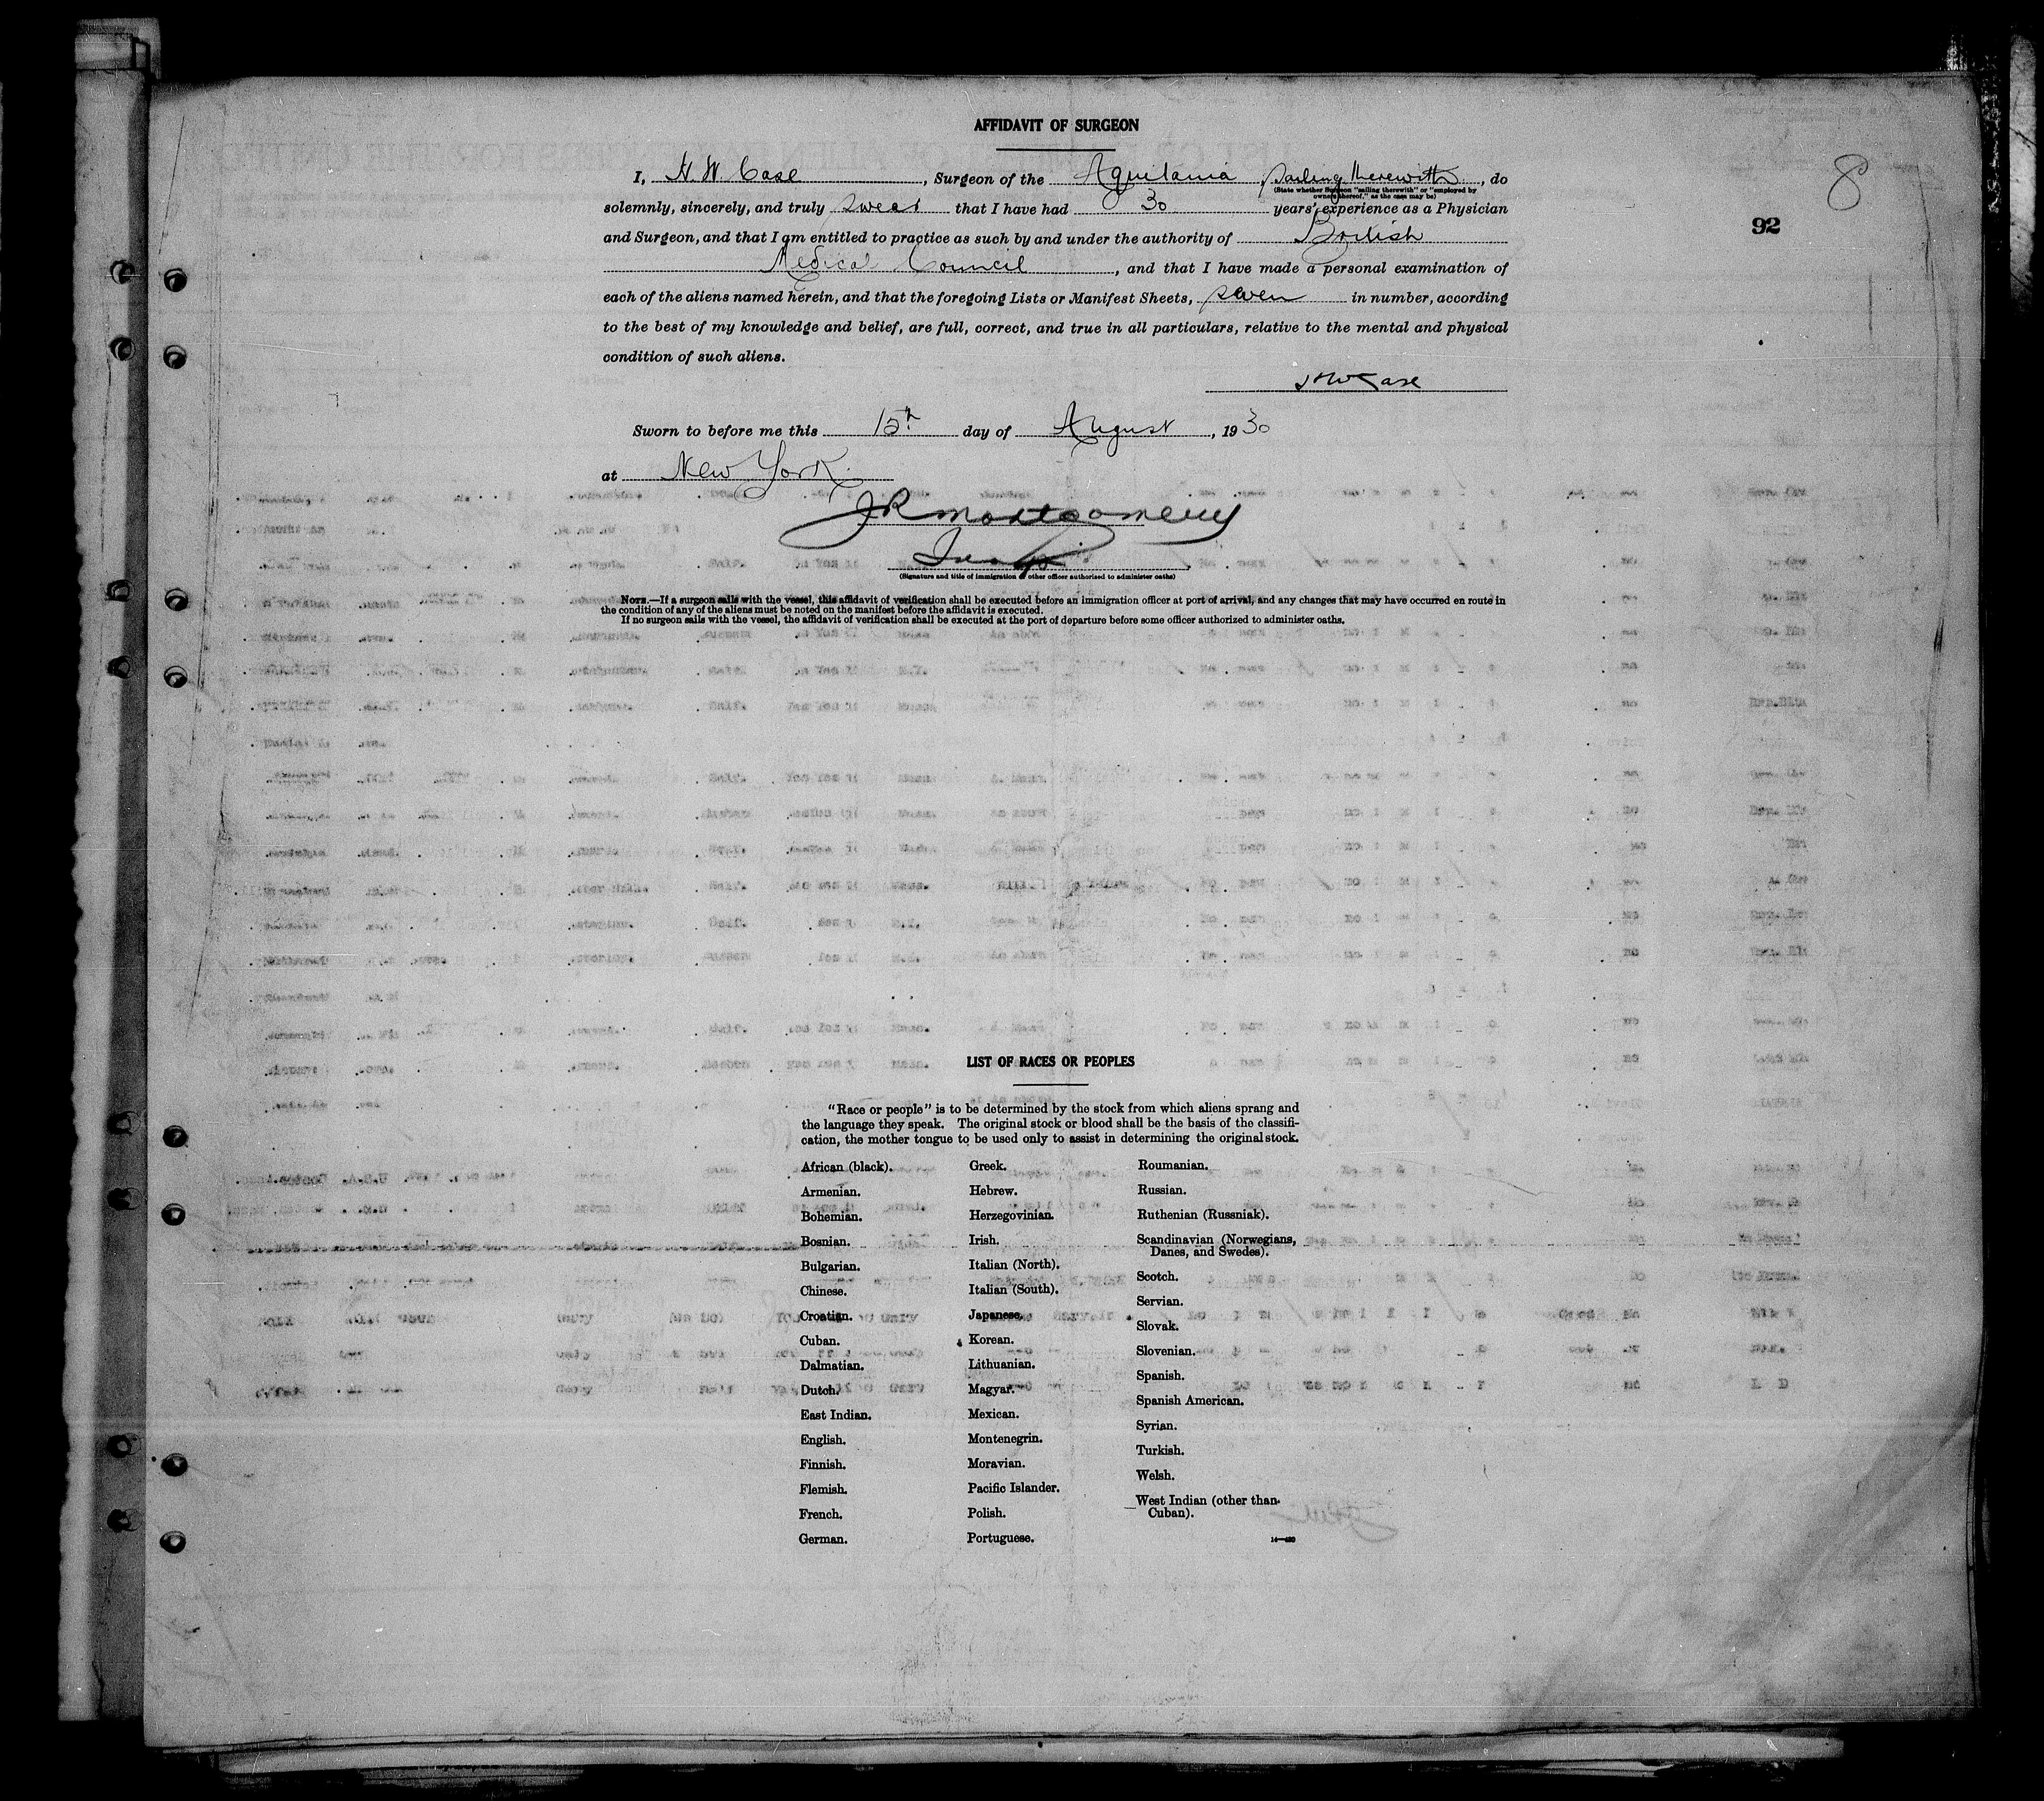 AFFIDAVIT OF SURGEON
8
I, H. W. Case, Surgeon of the Aquitania, sailing therewith, do
(State whether Surgeon "sailing therewith" or "employed by
owners thereof," as the case may be)
solemnly, sincerely, and truly swear that I have had 30 years' experience as a Physician
92
and Surgeon, and that I am entitled to practice as such by and under the authority of British
Medical Council, and that I have made a personal examination of
each of the aliens named herein, and that the foregoing Lists or Manifest Sheets, seven in number, according
to the best of my knowledge and belief, are full, correct, and true in all particulars, relative to the mental and physical
condition of such aliens.
HW Case
Sworn to before me this 15th day of August, 1930
at New York.
JR Montgomery
(Signature and title of immigration or other officer authorized to administer oaths)
NOTE.—If a surgeon sails with the vessel, this affidavit of verification shall be executed before an immigration officer at port of arrival, and any changes that may have occurred en route in
the condition of any of the aliens must be noted on the manifest before the affidavit is executed.
If no surgeon sails with the vessel, the affidavit of verification shall be executed at the port of departure before some officer authorized to administer oaths.
LIST OF RACES OR PEOPLES
"Race or people" is to be determined by the stock from which aliens sprang and
the language they speak. The original stock or blood shall be the basis of the classifi-
cation, the mother tongue to be used only to assist in determining the original stock.
African (black).
Armenian.
Bohemian.
Bosnian.
Bulgarian.
Chinese.
Croatian.
Cuban.
Dalmatian.
Dutch.
East Indian.
English.
Finnish.
Flemish.
French.
German.
Greek.
Hebrew.
Herzegovinian.
Irish.
Italian (North).
Italian (South).
Japanese.
Korean.
Lithuanian.
Magyar.
Mexican.
Montenegrin.
Moravian.
Pacific Islander.
Polish.
Portuguese.
Roumanian.
Russian.
Ruthenian (Russniak).
Scandinavian (Norwegians,
Danes, and Swedes).
Scotch.
Servian.
Slovak.
Slovenian.
Spanish.
Spanish American.
Syrian.
Turkish.
Welsh.
West Indian (other than
Cuban).